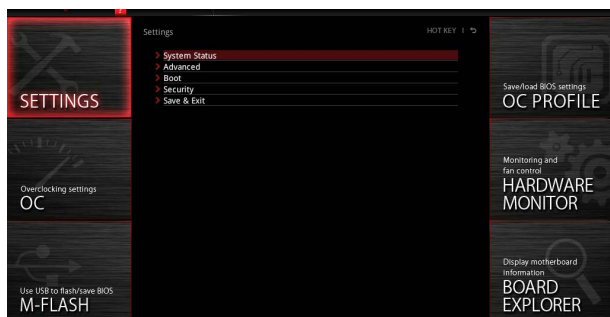 Settings
HOT KEY
System Status
Advanced
Boot
Security
Save & Exit
SETTINGS
Overclocking settings
OC
Use USB to flash/save BIOS
M-FLASH
Save/load BIOS settings
OC PROFILE
Monitoring and
fan control
HARDWARE
MONITOR
Display motherboard
information
BOARD
EXPLORER